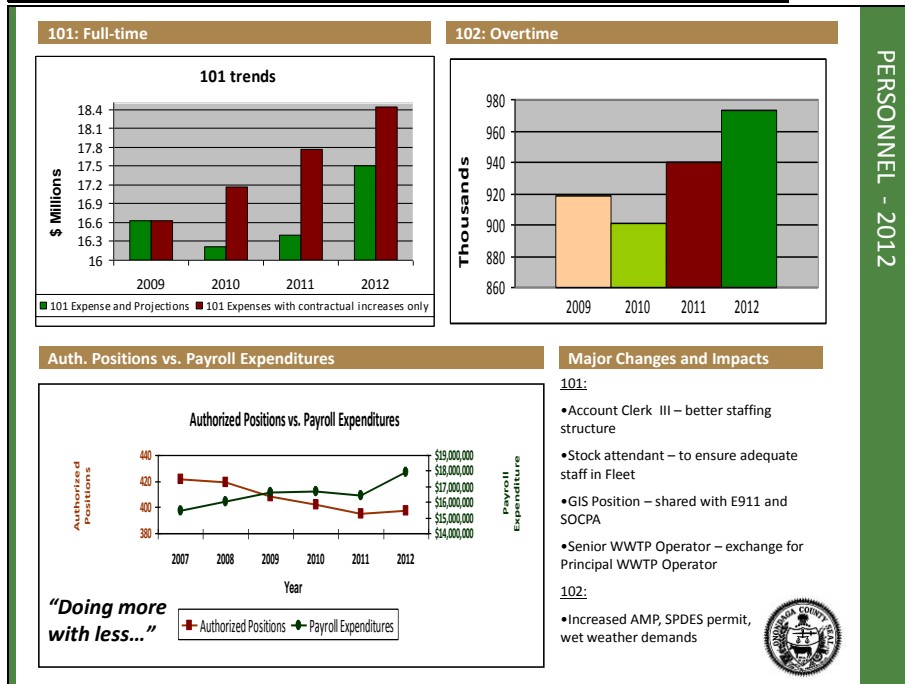 101: Full-time
101 trends
$ Millions
18.4
18.1
17.8
17.5
17.2
16.9
16.6
16.3
16
2009 2010 2011 2012
101 Expense and Projections 101 Expenses with contractual increases only
102: Overtime
Thousands
980
960
940
920
900
880
860
2009 2010 2011 2012
PERSONNEL - 2012
Auth. Positions vs. Payroll Expenditures
Authorized Positions vs. Payroll Expenditures
Authorized
Positions
440
420
400
380
$19,000,000
$18,000,000
$17,000,000
$16,000,000
$15,000,000
$14,000,000
Payroll
Expenditure
2007 2008 2009 2010 2011 2012
Year
Authorized Positions Payroll Expenditures
“Doing more
with less…”
Major Changes and Impacts
101:
•Account Clerk III – better staffing
structure
•Stock attendant – to ensure adequate
staff in Fleet
•GIS Position – shared with E911 and
SOCPA
•Senior WWTP Operator – exchange for
Principal WWTP Operator
102:
•Increased AMP, SPDES permit,
wet weather demands
ONONDAGA COUNTY SEAL